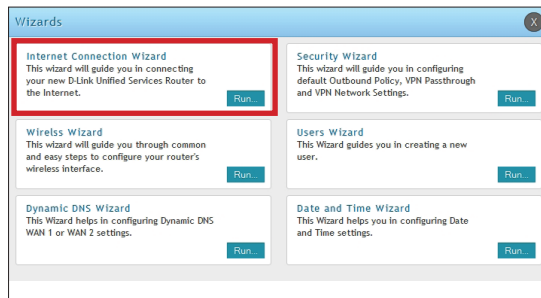 Wizards
X
Internet Connection Wizard
This wizard will guide you in connecting
your new D-Link Unified Services Router to
the Internet.
Run...
Security Wizard
This wizard will guide you in configuring
default Outbound Policy, VPN Passthrough
and VPN Network Settings.
Run...
Wirelss Wizard
This wizard will guide you through common
and easy steps to configure your router's
wireless interface.
Run...
Users Wizard
This Wizard guides you in creating a new
user.
Run...
Dynamic DNS Wizard
This Wizard helps in configuring Dynamic DNS
WAN 1 or WAN 2 settings.
Run...
Date and Time Wizard
This Wizard helps you in configuring Date
and Time settings.
Run...